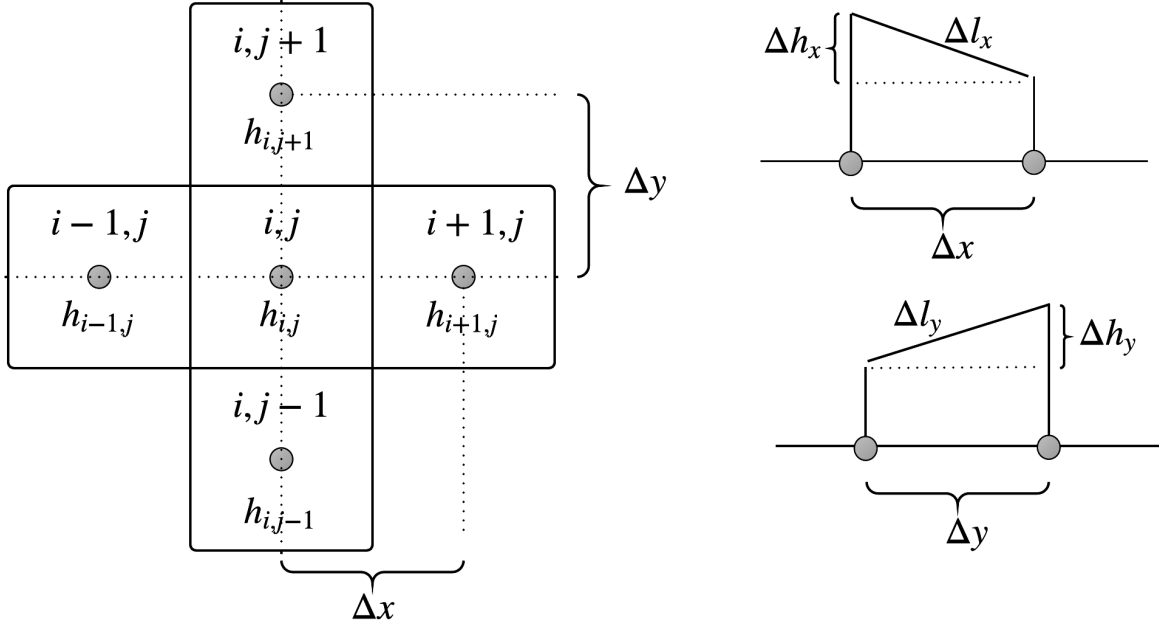 i, j + 1
h_{i,j+1}
Δy
i − 1, j
i, j
i + 1, j
h_{i−1,j}
h_{i,j}
h_{i+1,j}
i, j − 1
h_{i,j−1}
Δx
Δh_x
Δl_x
Δx
Δl_y
Δh_y
Δy